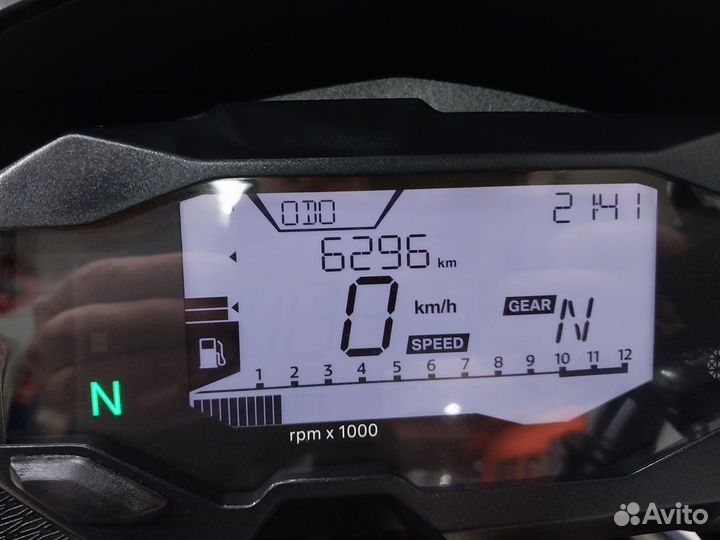 ODO
21:41
6296 km
0 km/h
GEAR N
SPEED
1 2 3 4 5 6 7 8 9 10 11 12
N
rpm x 1000
Avito